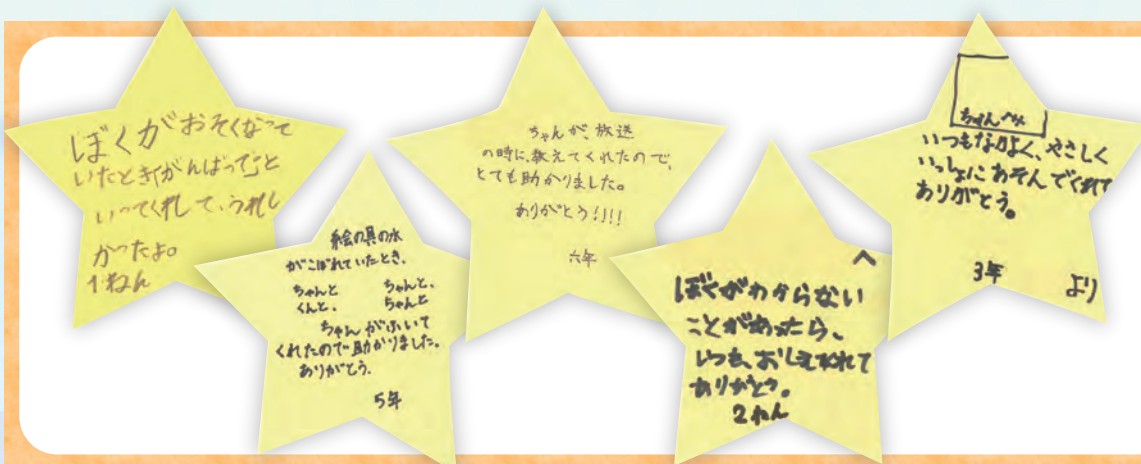 ぼくがおそくなって
いたとき「がんばって」と
いってくれて、うれし
かったよ。
1ねん
絵の具の水
がこぼれていたとき、
ちゃんと ちゃんと、
くんと、 ちゃんと
ちゃんがふいて
くれたので助かりました。
ありがとう。
5年
ちゃんが、放送
の時に、教えてくれたので、
とても助かりました。
ありがとう!!!!
六年
へ
ぼくがわからない
ことがあったら、
いつも、おしえてくれて
ありがとう。
2ねん
ちゃんへ
いつもなかよく、やさしく
いっしょにあそんでくれて
ありがとう。
3年 より